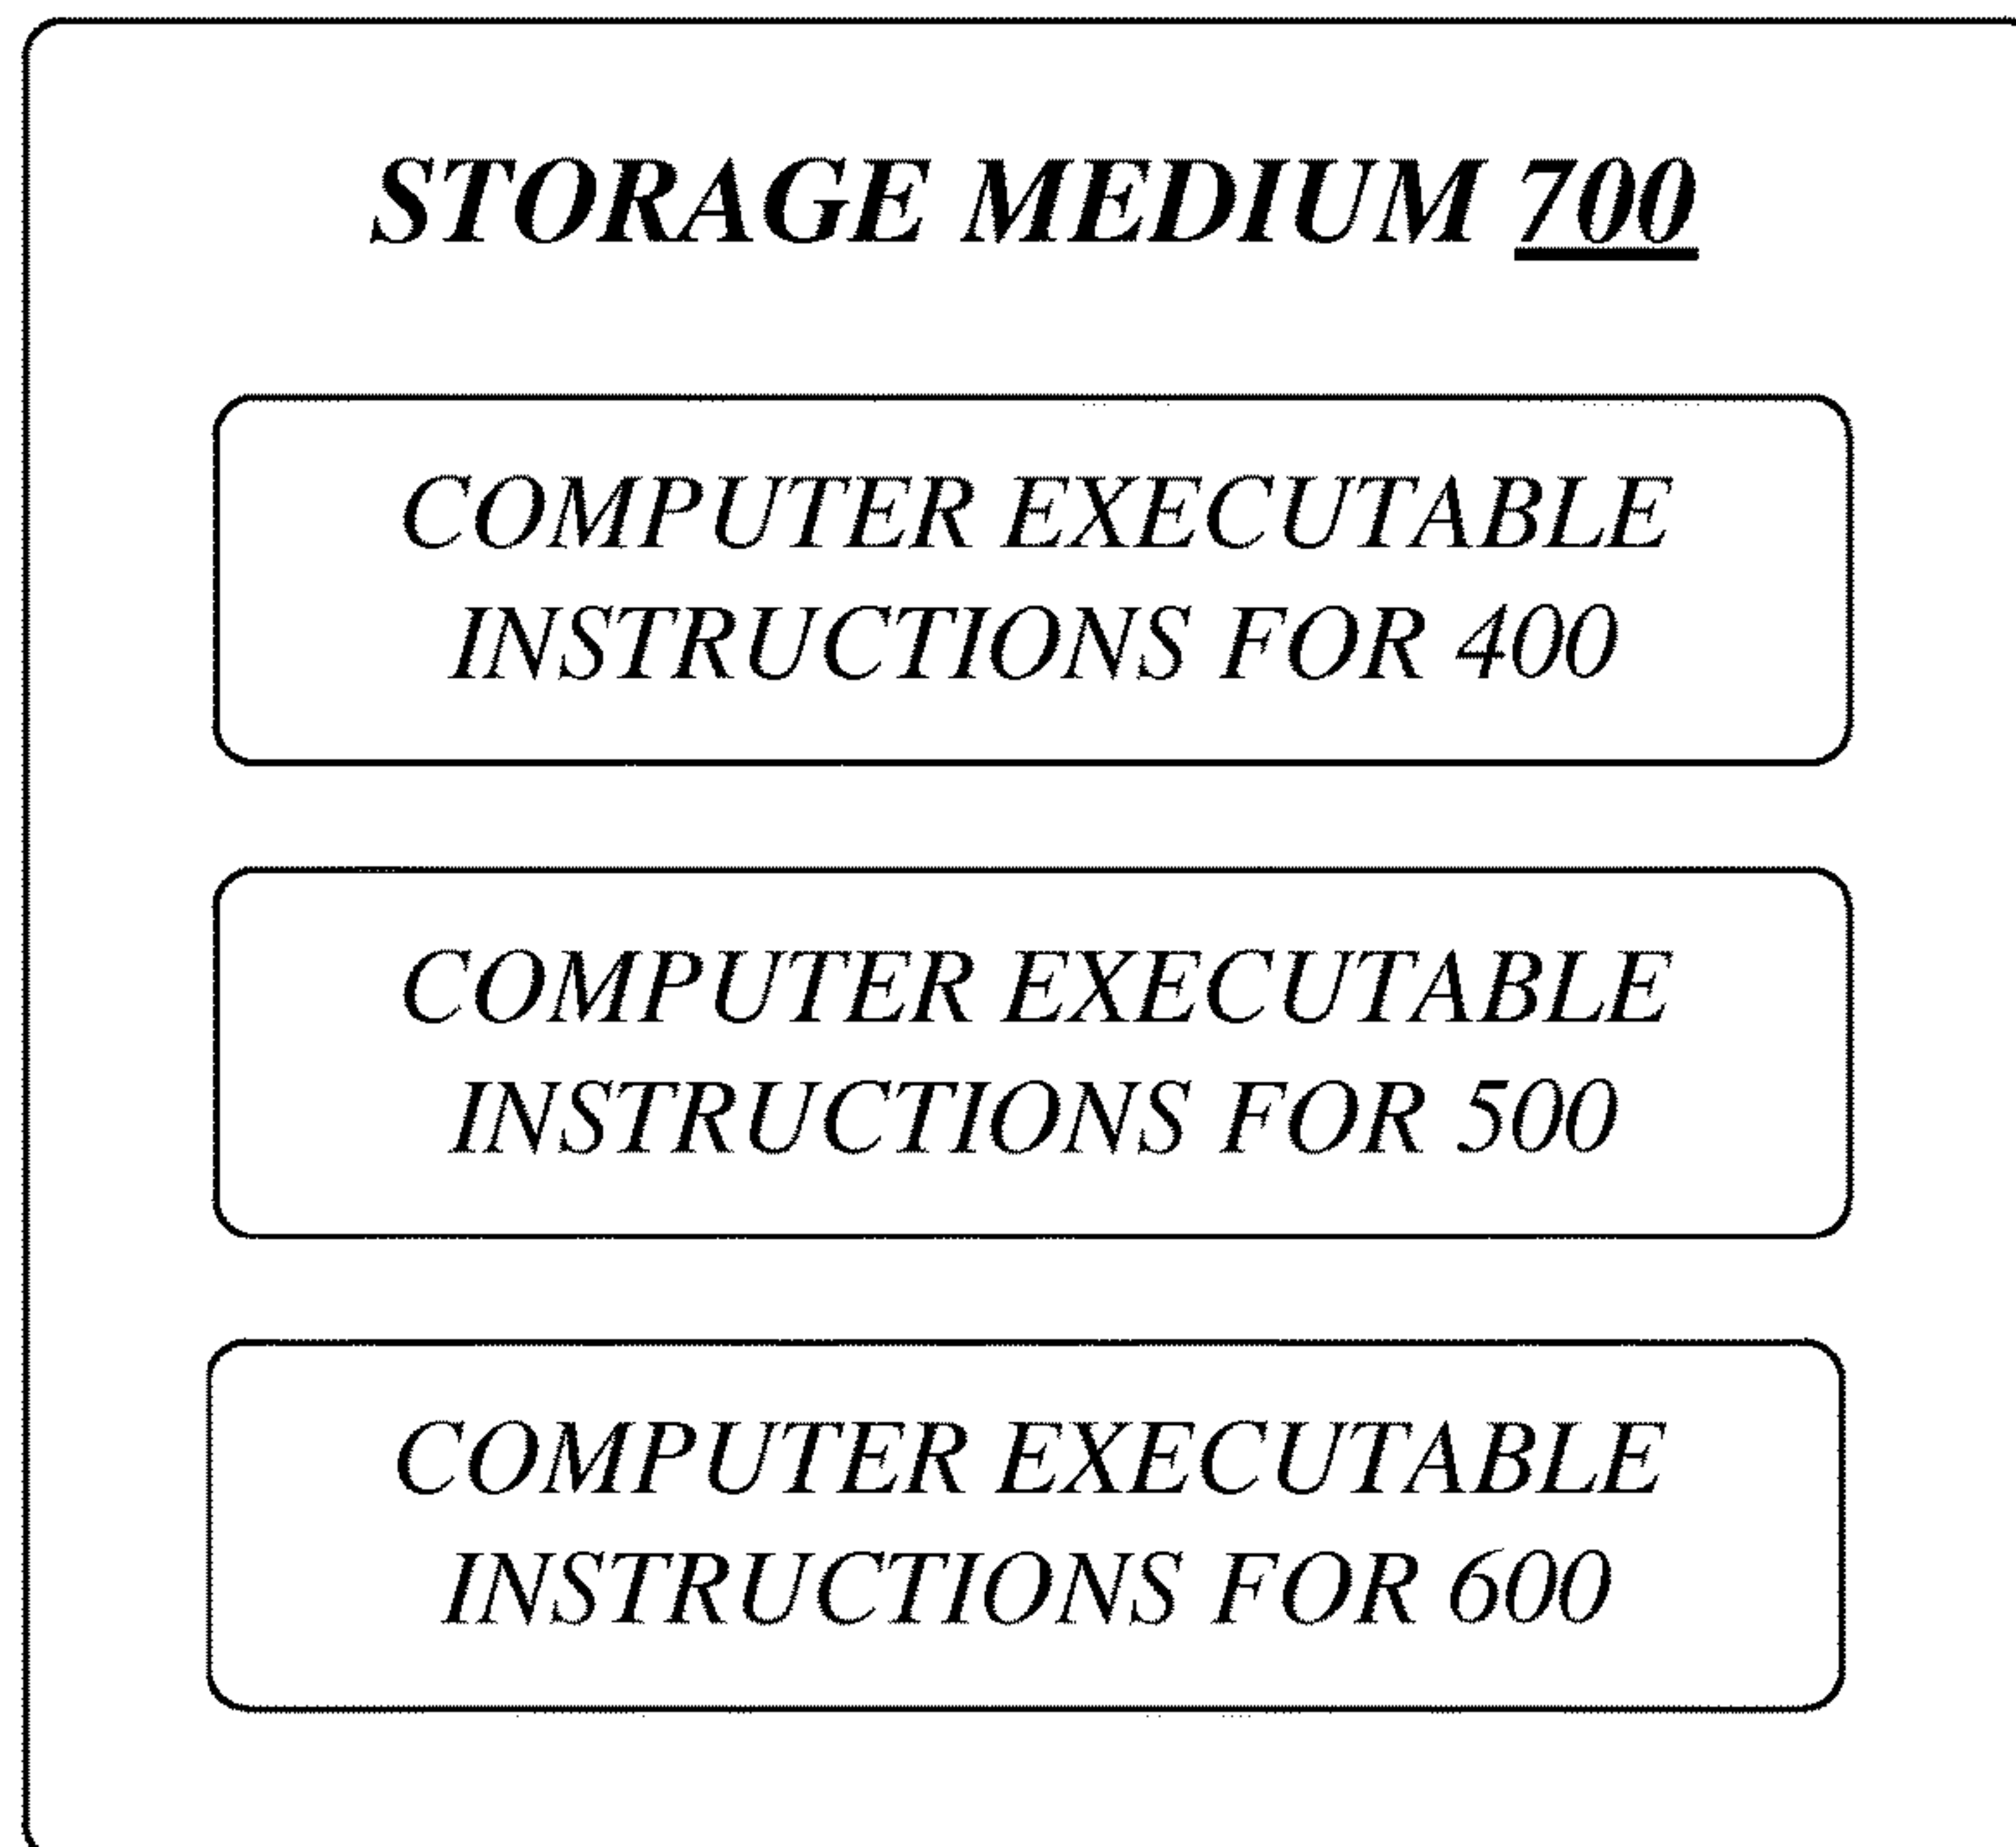 STORAGE MEDIUM 700
COMPUTER EXECUTABLE
INSTRUCTIONS FOR 400
COMPUTER EXECUTABLE
INSTRUCTIONS FOR 500
COMPUTER EXECUTABLE
INSTRUCTIONS FOR 600